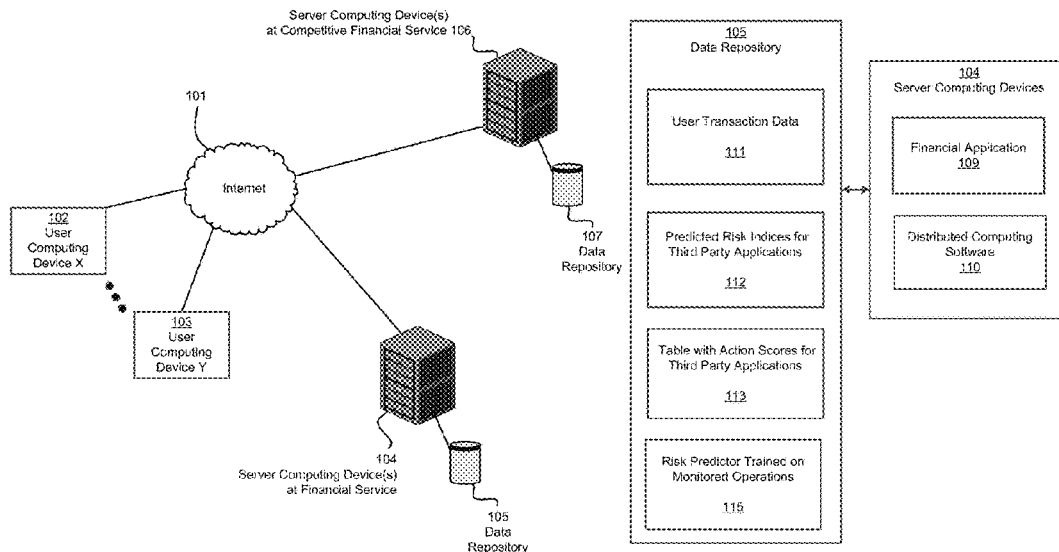 Server Computing Device(s)
at Competitive Financial Service 106
101
Internet
102
User
Computing
Device X
103
User
Computing
Device Y
107
Data
Repository
104
Server Computing Device(s)
at Financial Service
105
Data
Repository
105
Data Repository
User Transaction Data
111
Predicted Risk Indices for
Third Party Applications
112
Table with Action Scores for
Third Party Applications
113
Risk Predictor Trained on
Monitored Operations
115
104
Server Computing Devices
Financial Application
109
Distributed Computing
Software
110